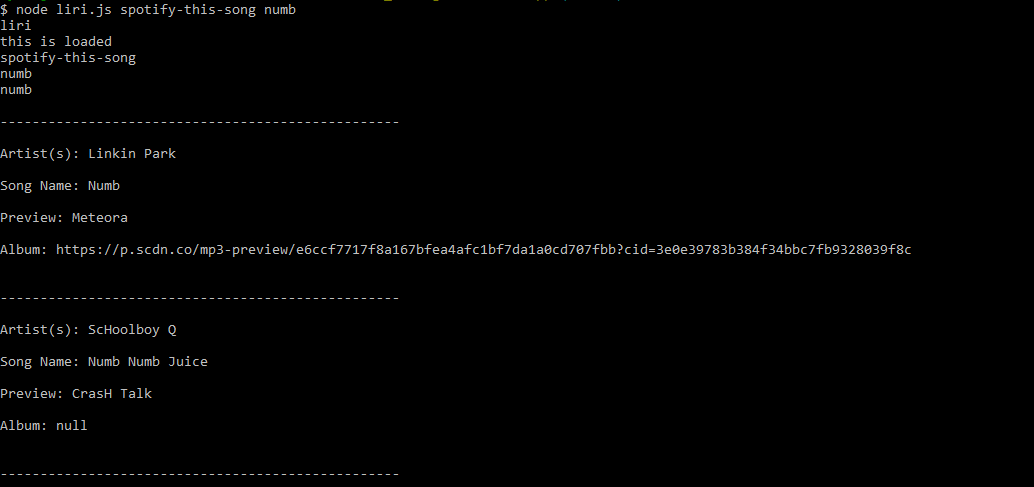 $ node liri.js spotify-this-song numb
liri
this is loaded
spotify-this-song
numb
numb
--------------------------------------------------
Artist(s): Linkin Park
Song Name: Numb
Preview: Meteora
Album: https://p.scdn.co/mp3-preview/e6ccf7717f8a167bfea4afc1bf7da1a0cd707fbb?cid=3e0e39783b384f34bbc7fb9328039f8c
--------------------------------------------------
Artist(s): ScHoolboy Q
Song Name: Numb Numb Juice
Preview: CrasH Talk
Album: null
--------------------------------------------------